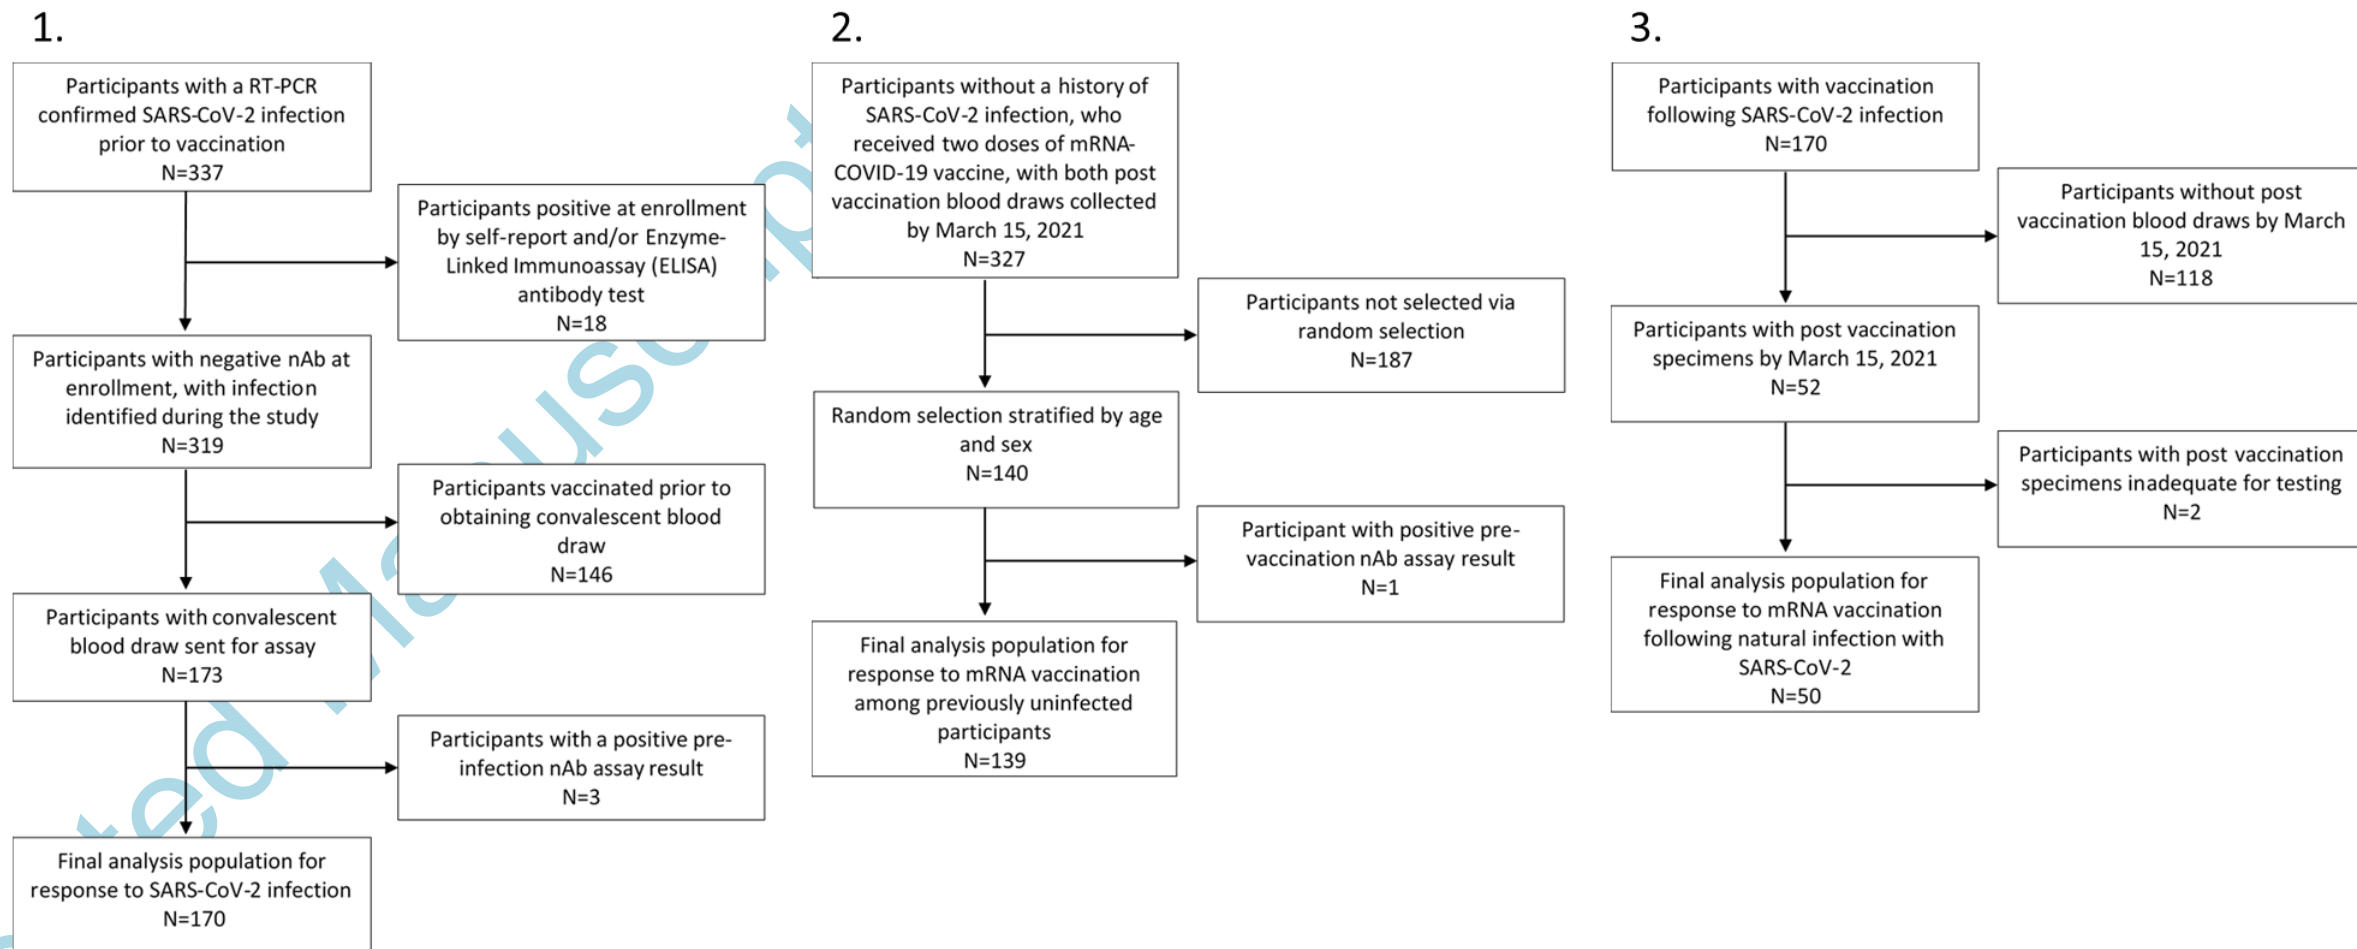 1.
Participants with a RT-PCR
confirmed SARS-CoV-2 infection
prior to vaccination
N=337
Participants positive at enrollment
by self-report and/or Enzyme-
Linked Immunoassay (ELISA)
antibody test
N=18
Participants with negative nAb at
enrollment, with infection
identified during the study
N=319
Participants vaccinated prior to
obtaining convalescent blood
draw
N=146
Participants with convalescent
blood draw sent for assay
N=173
Participants with a positive pre-
infection nAb assay result
N=3
Final analysis population for
response to SARS-CoV-2 infection
N=170
2.
Participants without a history of
SARS-CoV-2 infection, who
received two doses of mRNA-
COVID-19 vaccine, with both post
vaccination blood draws collected
by March 15, 2021
N=327
Participants not selected via
random selection
N=187
Random selection stratified by age
and sex
N=140
Participant with positive pre-
vaccination nAb assay result
N=1
Final analysis population for
response to mRNA vaccination
among previously uninfected
participants
N=139
3.
Participants with vaccination
following SARS-CoV-2 infection
N=170
Participants without post
vaccination blood draws by March
15, 2021
N=118
Participants with post vaccination
specimens by March 15, 2021
N=52
Participants with post vaccination
specimens inadequate for testing
N=2
Final analysis population for
response to mRNA vaccination
following natural infection with
SARS-CoV-2
N=50